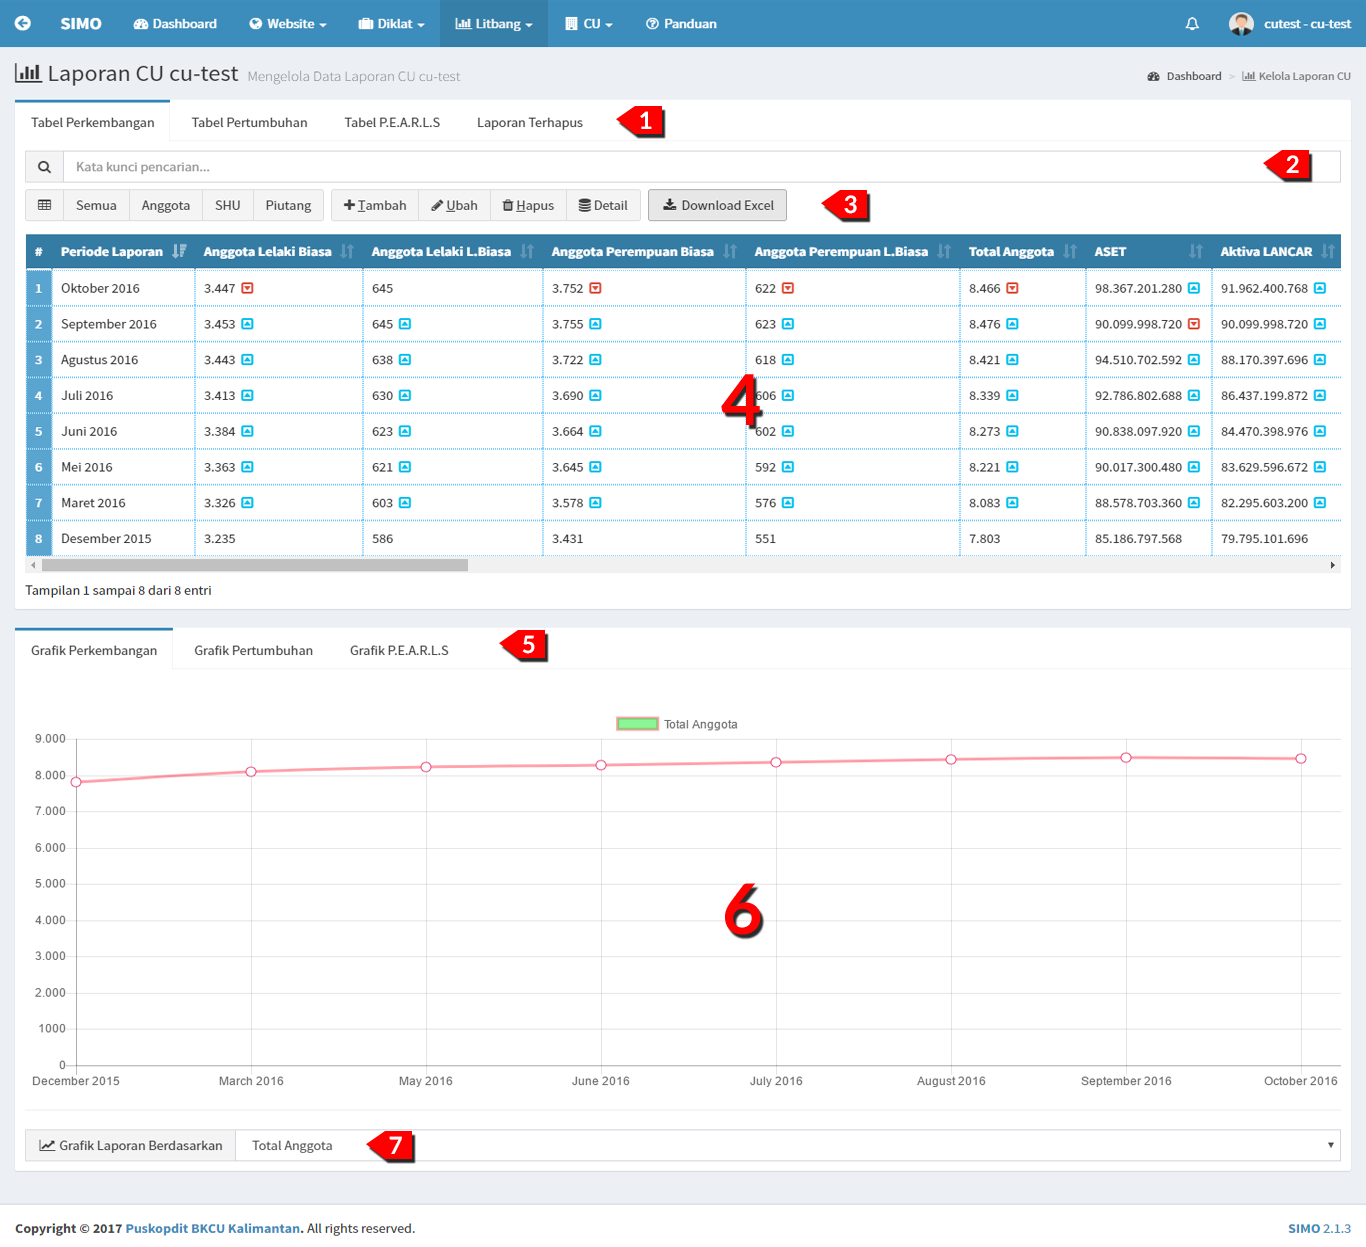 SIMO Dashboard Website Diklat Litbang CU Panduan cutest - cu-test
Laporan CU cu-test Mengelola Data Laporan CU cu-test Dashboard > Kelola Laporan CU
Tabel Perkembangan Tabel Pertumbuhan Tabel P.E.A.R.L.S Laporan Terhapus 1
Kata kunci pencarian... 2
Semua Anggota SHU Piutang Tambah Ubah Hapus Detail Download Excel 3
# Periode Laporan Anggota Lelaki Biasa Anggota Lelaki L.Biasa Anggota Perempuan Biasa Anggota Perempuan L.Biasa Total Anggota ASET Aktiva LANCAR
1 Oktober 2016 3.447 645 3.752 622 8.466 98.367.201.280 91.962.400.768
2 September 2016 3.453 645 3.755 623 8.476 90.099.998.720 90.099.998.720
3 Agustus 2016 3.443 638 3.722 618 8.421 94.510.702.592 88.170.397.696
4 Juli 2016 3.413 630 3.690 606 8.339 92.786.802.688 86.437.199.872
4
5 Juni 2016 3.384 623 3.664 602 8.273 90.838.097.920 84.470.398.976
6 Mei 2016 3.363 621 3.645 592 8.221 90.017.300.480 83.629.596.672
7 Maret 2016 3.326 603 3.578 576 8.083 88.578.703.360 82.295.603.200
8 Desember 2015 3.235 586 3.431 551 7.803 85.186.797.568 79.795.101.696
Tampilan 1 sampai 8 dari 8 entri
Grafik Perkembangan Grafik Pertumbuhan Grafik P.E.A.R.L.S 5
Total Anggota
9.000
8.000
7.000
6.000
5.000
6
4.000
3.000
2.000
1000
0
December 2015 March 2016 May 2016 June 2016 July 2016 August 2016 September 2016 October 2016
Grafik Laporan Berdasarkan Total Anggota 7
Copyright © 2017 Puskopdit BKCU Kalimantan. All rights reserved. SIMO 2.1.3